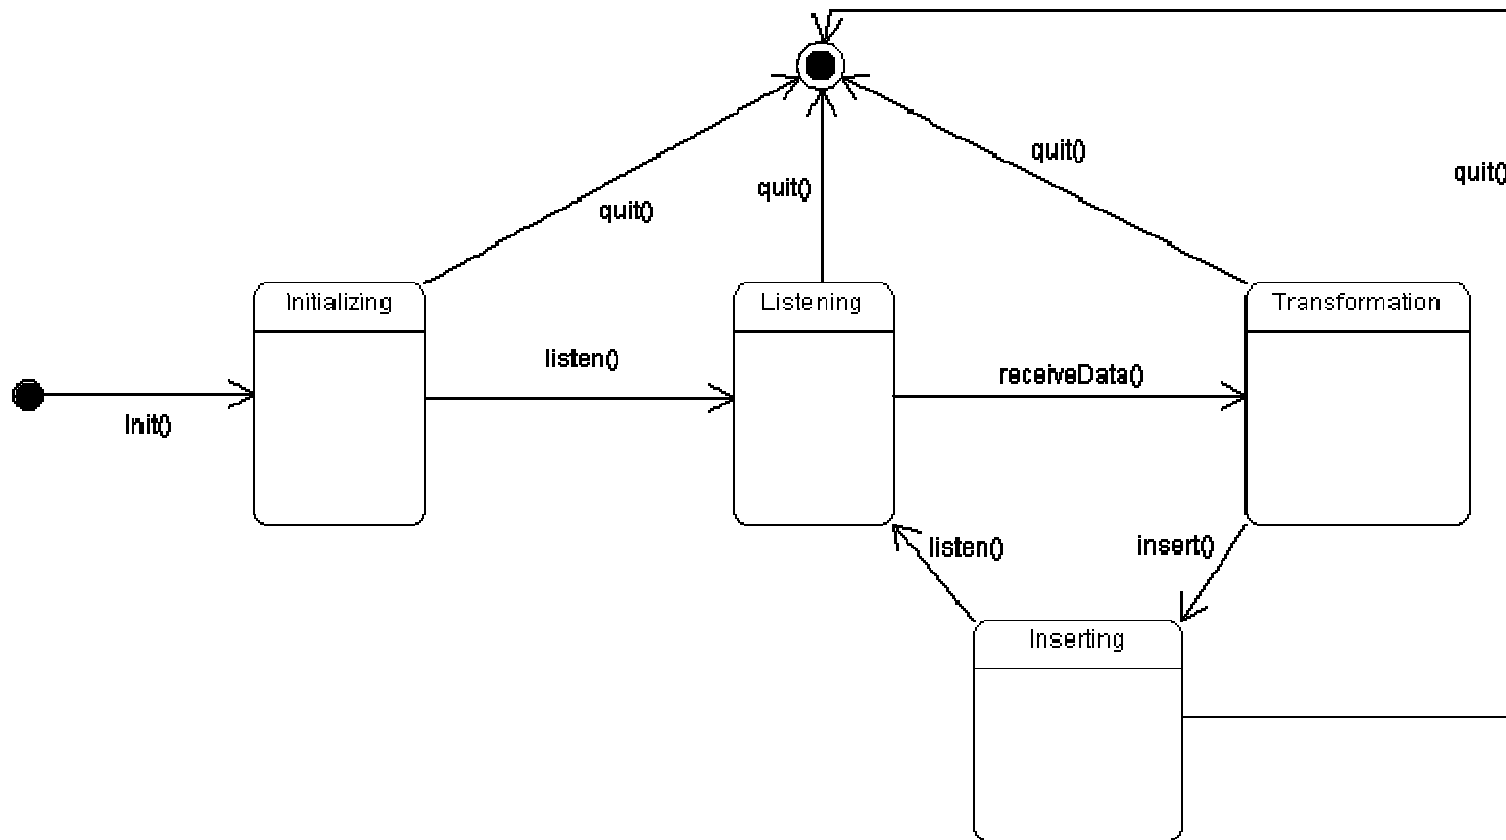 quit()
quit()
quit()
quit()
Initializing
Listening
Transformation
listen()
receiveData()
Init()
listen()
insert()
Inserting